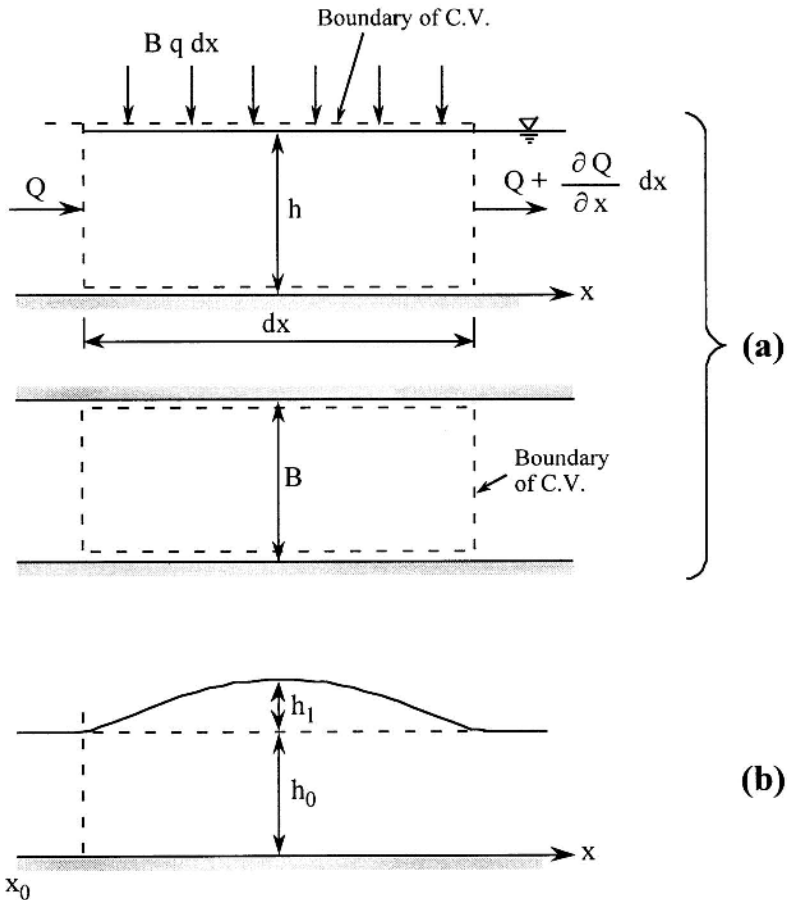 Boundary of C.V.
B q dx
Q
h
Q + ∂Q/∂x dx
x
dx
(a)
B
Boundary
of C.V.
h₁
h₀
(b)
x
x₀